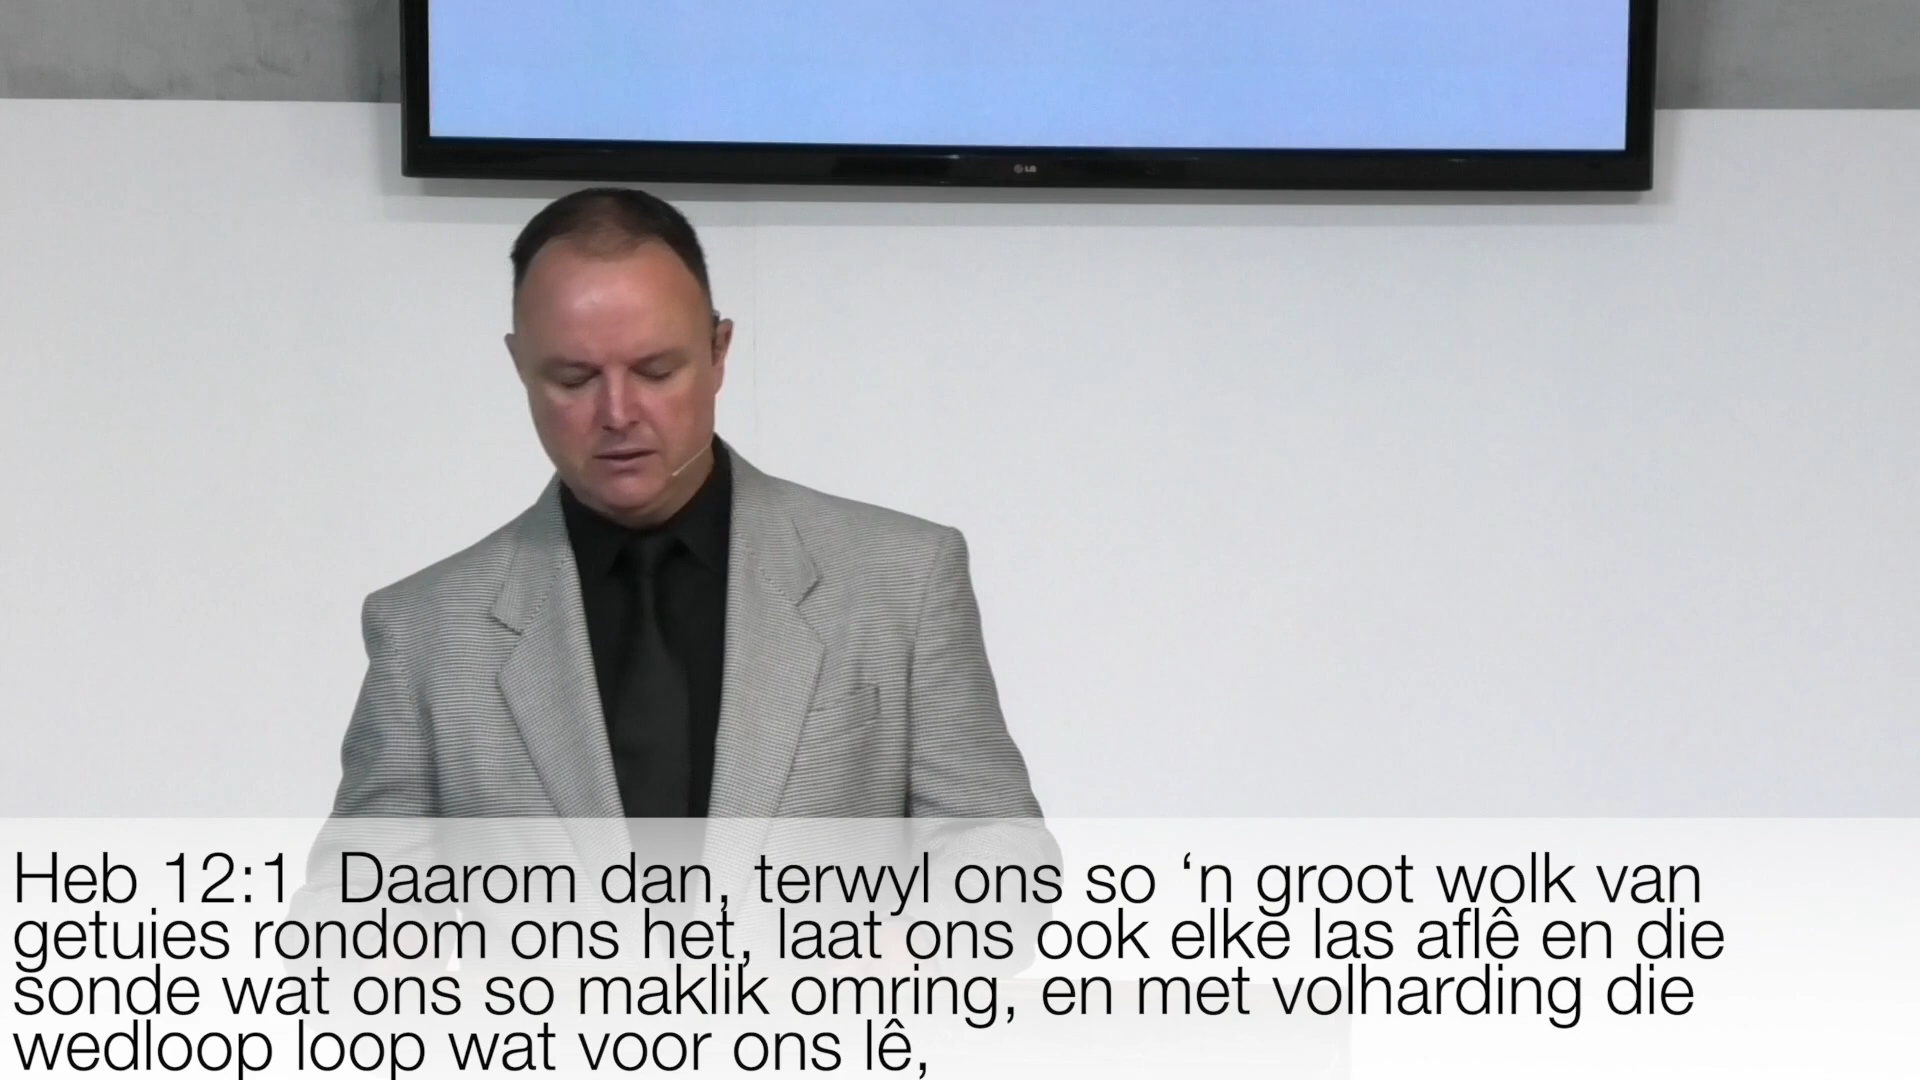 LG
Heb 12:1  Daarom dan, terwyl ons so ‘n groot wolk van
getuies rondom ons het, laat ons ook elke las aflê en die
sonde wat ons so maklik omring, en met volharding die
wedloop loop wat voor ons lê,